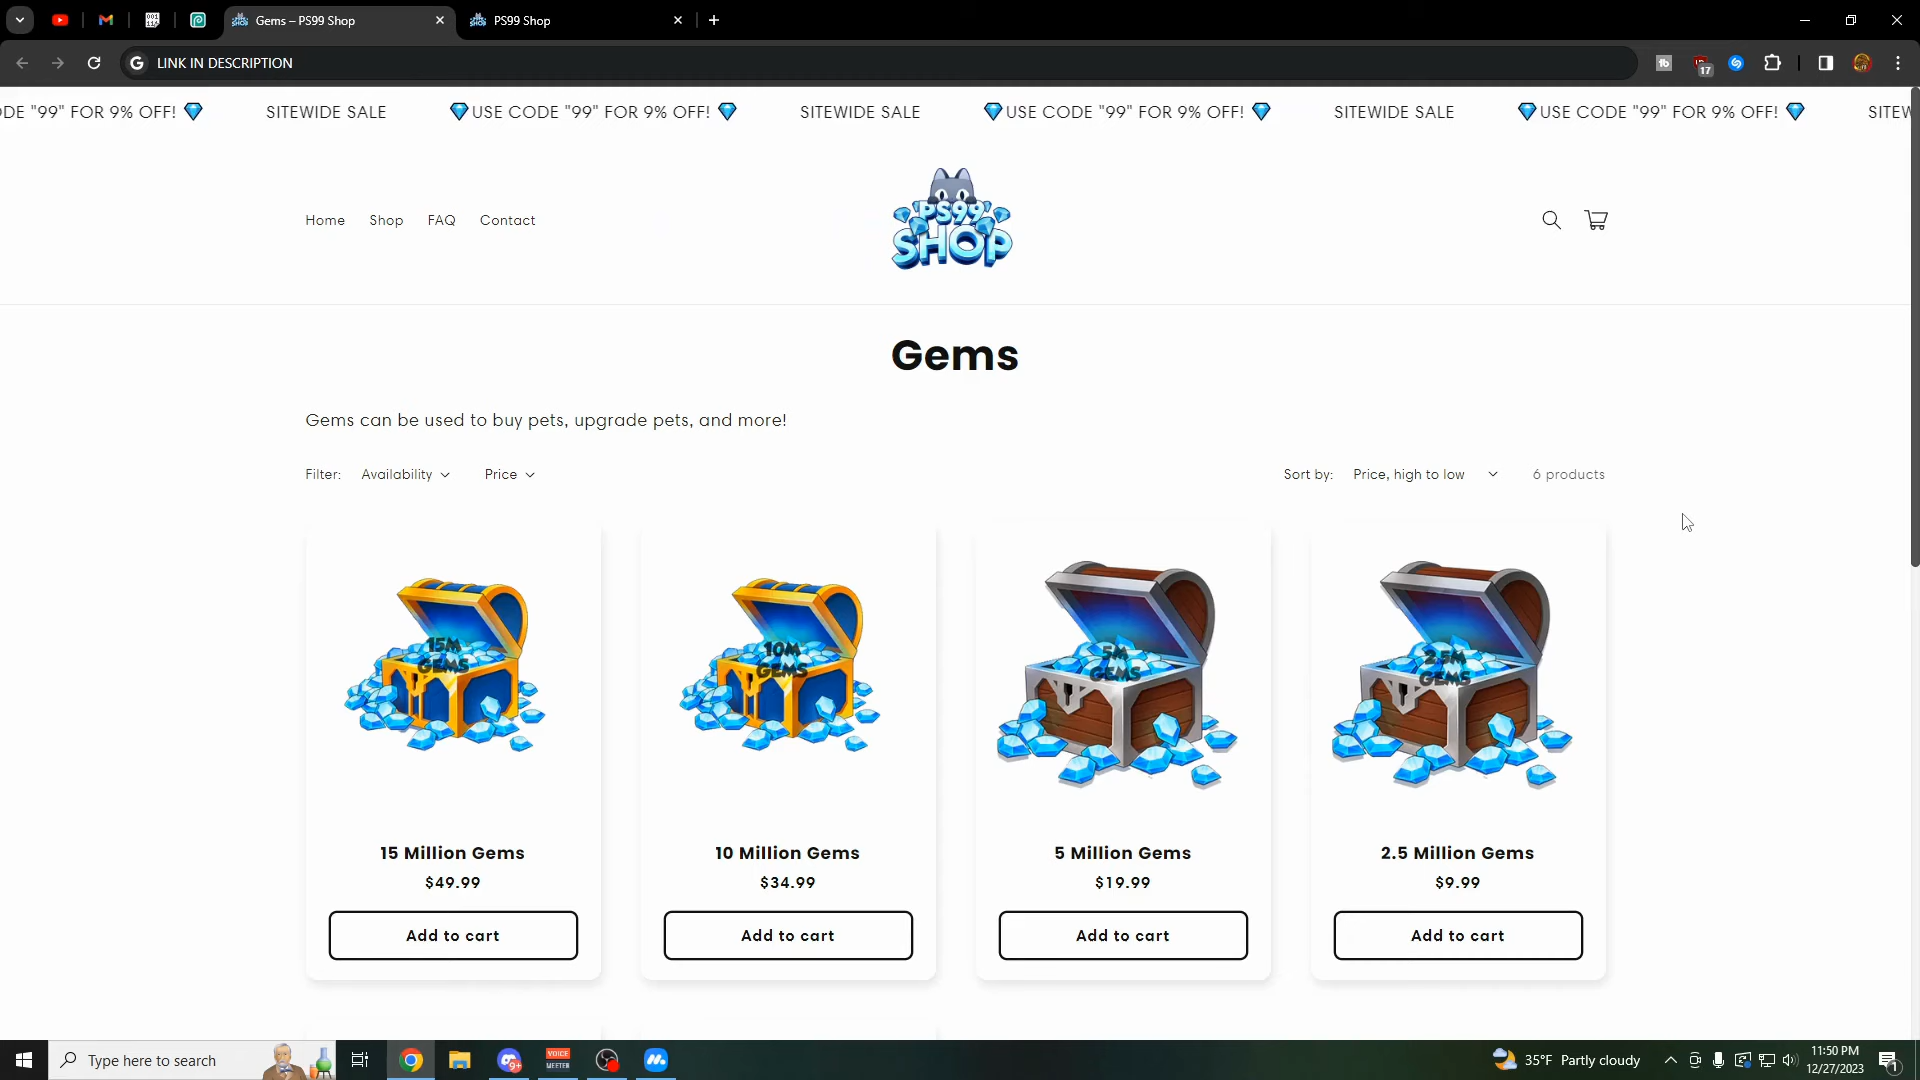 Gems – PS99 Shop
PS99 Shop
LINK IN DESCRIPTION
17
DE "99" FOR 9% OFF! SITEWIDE SALE USE CODE "99" FOR 9% OFF! SITEWIDE SALE USE CODE "99" FOR 9% OFF! SITEWIDE SALE USE CODE "99" FOR 9% OFF! SITEW
Home Shop FAQ Contact
PS99
SHOP
Gems
Gems can be used to buy pets, upgrade pets, and more!
Filter: Availability Price
Sort by: Price, high to low 6 products
15M
GEMS
10M
GEMS
5M
GEMS
2.5M
GEMS
15 Million Gems
$49.99
Add to cart
10 Million Gems
$34.99
Add to cart
5 Million Gems
$19.99
Add to cart
2.5 Million Gems
$9.99
Add to cart
Type here to search
9+
VOICE
MEETER
35°F Partly cloudy
11:50 PM
12/27/2023
1